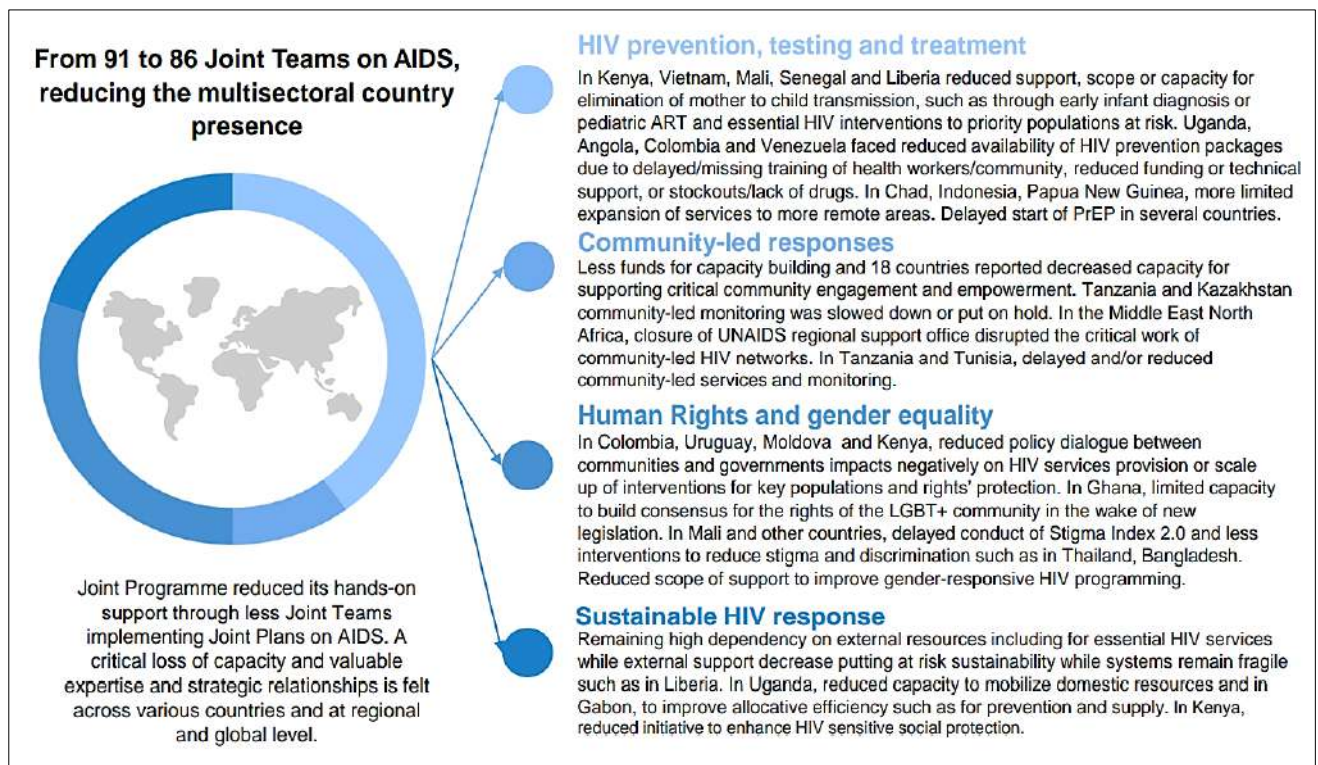 From 91 to 86 Joint Teams on AIDS,
reducing the multisectoral country
presence
Joint Programme reduced its hands-on
support through less Joint Teams
implementing Joint Plans on AIDS. A
critical loss of capacity and valuable
expertise and strategic relationships is felt
across various countries and at regional
and global level.
HIV prevention, testing and treatment
In Kenya, Vietnam, Mali, Senegal and Liberia reduced support, scope or capacity for
elimination of mother to child transmission, such as through early infant diagnosis or
pediatric ART and essential HIV interventions to priority populations at risk. Uganda,
Angola, Colombia and Venezuela faced reduced availability of HIV prevention packages
due to delayed/missing training of health workers/community, reduced funding or technical
support, or stockouts/lack of drugs. In Chad, Indonesia, Papua New Guinea, more limited
expansion of services to more remote areas. Delayed start of PrEP in several countries.
Community-led responses
Less funds for capacity building and 18 countries reported decreased capacity for
supporting critical community engagement and empowerment. Tanzania and Kazakhstan
community-led monitoring was slowed down or put on hold. In the Middle East North
Africa, closure of UNAIDS regional support office disrupted the critical work of
community-led HIV networks. In Tanzania and Tunisia, delayed and/or reduced
community-led services and monitoring.
Human Rights and gender equality
In Colombia, Uruguay, Moldova and Kenya, reduced policy dialogue between
communities and governments impacts negatively on HIV services provision or scale
up of interventions for key populations and rights' protection. In Ghana, limited capacity
to build consensus for the rights of the LGBT+ community in the wake of new
legislation. In Mali and other countries, delayed conduct of Stigma Index 2.0 and less
interventions to reduce stigma and discrimination such as in Thailand, Bangladesh.
Reduced scope of support to improve gender-responsive HIV programming.
Sustainable HIV response
Remaining high dependency on external resources including for essential HIV services
while external support decrease putting at risk sustainability while systems remain fragile
such as in Liberia. In Uganda, reduced capacity to mobilize domestic resources and in
Gabon, to improve allocative efficiency such as for prevention and supply. In Kenya,
reduced initiative to enhance HIV sensitive social protection.